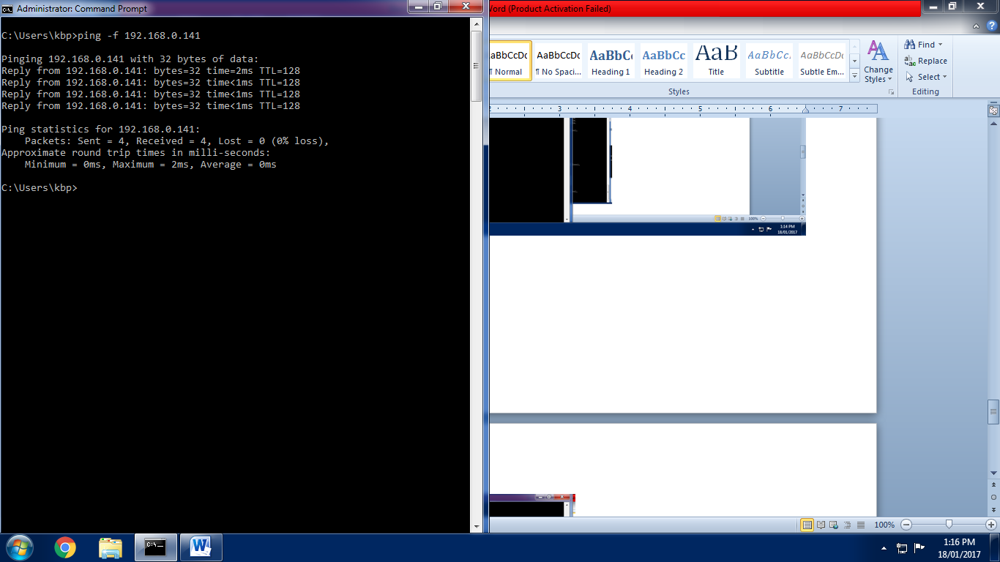 Administrator: Command Prompt
C:\Users\kbp>ping -f 192.168.0.141
Pinging 192.168.0.141 with 32 bytes of data:
Reply from 192.168.0.141: bytes=32 time=2ms TTL=128
Reply from 192.168.0.141: bytes=32 time<1ms TTL=128
Reply from 192.168.0.141: bytes=32 time<1ms TTL=128
Reply from 192.168.0.141: bytes=32 time<1ms TTL=128
Ping statistics for 192.168.0.141:
Packets: Sent = 4, Received = 4, Lost = 0 (0% loss),
Approximate round trip times in milli-seconds:
Minimum = 0ms, Maximum = 2ms, Average = 0ms
C:\Users\kbp>
Word (Product Activation Failed)
AaBbCcDc AaBbCcDc AaBbC AaBbCc AaB AaBbCc. AaBbCcDc
¶ Normal ¶ No Spaci... Heading 1 Heading 2 Title Subtitle Subtle Em...
Change
Styles
Styles
Find
Replace
Select
Editing
2 3 4 5 6 7
100%
1:14 PM
18/01/2017
100%
C:\
W
1:16 PM
18/01/2017